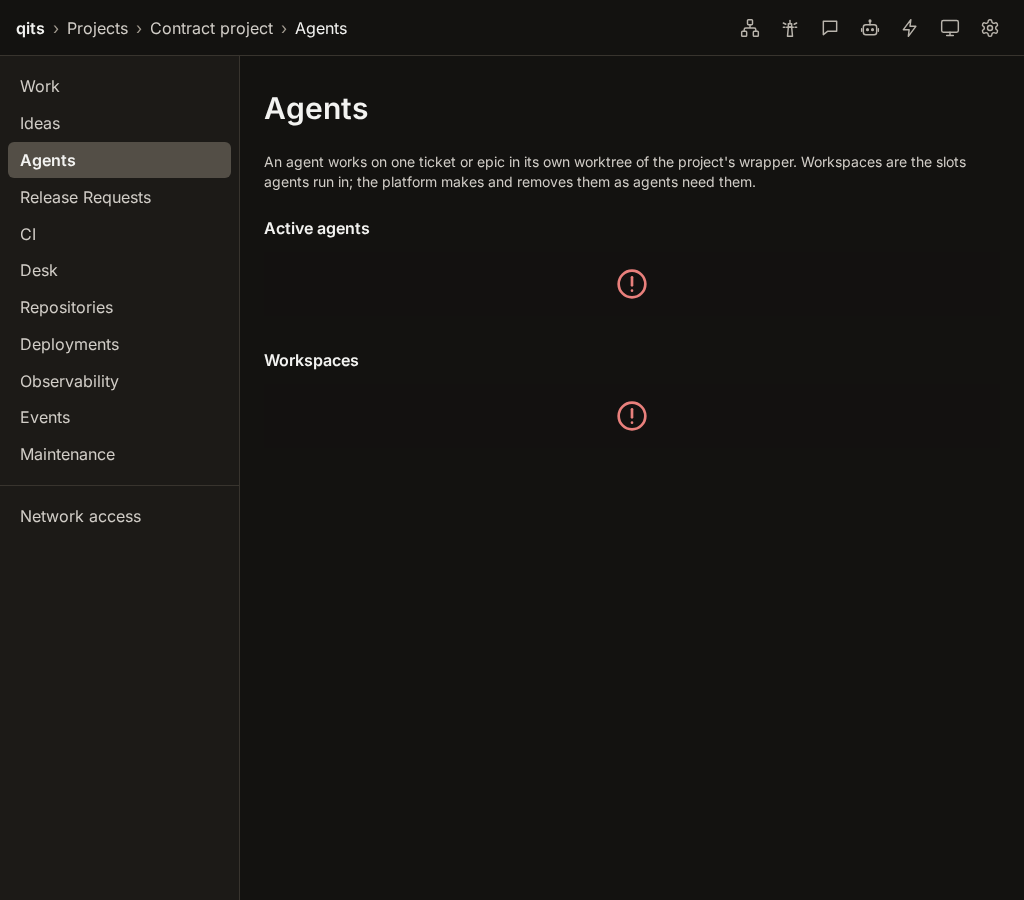 qits › Projects › Contract project › Agents
Work
Ideas
Agents
Release Requests
CI
Desk
Repositories
Deployments
Observability
Events
Maintenance
Network access
Agents
An agent works on one ticket or epic in its own worktree of the project's wrapper. Workspaces are the slots
agents run in; the platform makes and removes them as agents need them.
Active agents
Workspaces